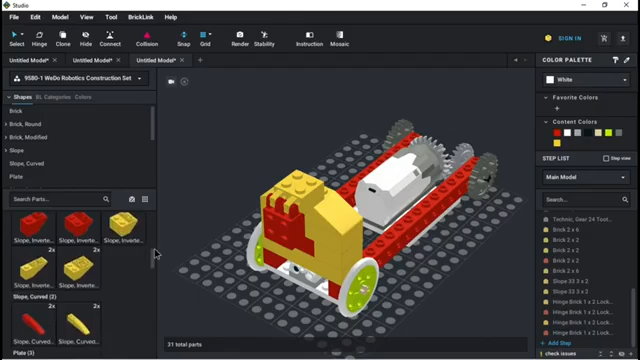 Studio
File Edit Model View Tool BrickLink Help
Select Hinge Clone Hide Connect Collision Snap Grid Render Stability Instruction Mosaic SIGN IN
Untitled Model* Untitled Model* Untitled Model*
9580-1 WeDo Robotics Construction Set
Shapes BL Categories Colors
Brick
Brick, Round
Brick, Modified
Slope
Slope, Curved
Plate
Search Parts...
Slope, Inverte... Slope, Inverte... Slope, Inverte...
2x 2x
Slope, Inverte... Slope, Inverte...
Slope, Curved (2)
2x 2x
Slope, Curved... Slope, Curved...
Plate (3)
31 total parts
COLOR PALETTE
White
Favorite Colors
Content Colors
STEP LIST Step view
Main Model
Search...
Technic, Gear 24 Toot...
Brick 2 x 6
Brick 2 x 2
Brick 2 x 2
Brick 2 x 2
Brick 2 x 6
Slope 33 3 x 2
Slope 33 3 x 2
Hinge Brick 1 x 2 Lock...
Hinge Brick 1 x 2 Lock...
Hinge Brick 1 x 2 Lock...
Hinge Brick 1 x 2 Lock...
Add Step
check issues